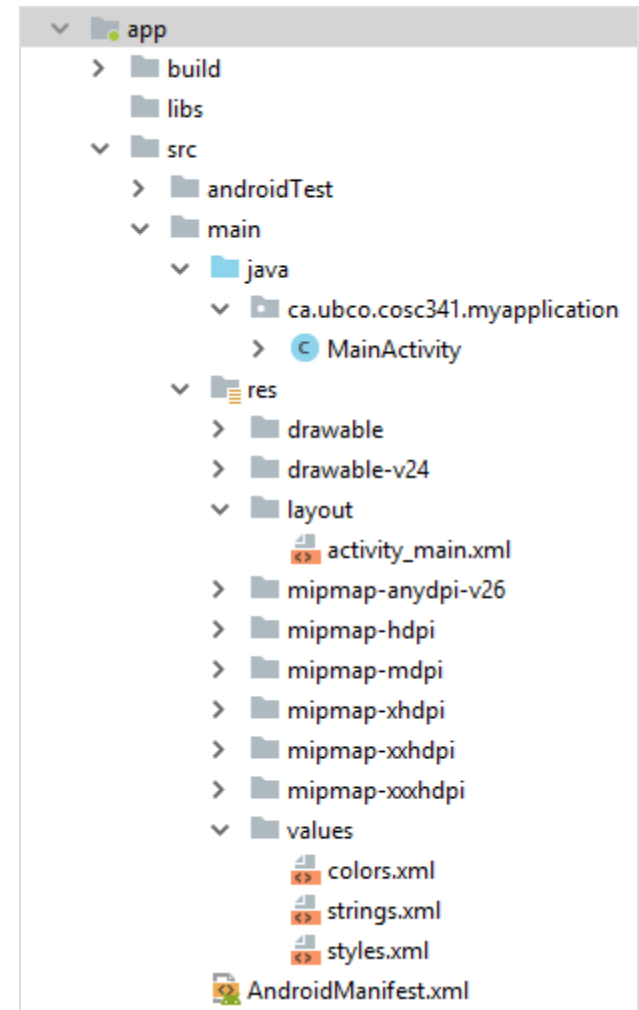 app
build
libs
src
androidTest
main
java
ca.ubco.cosc341.myapplication
C MainActivity
res
drawable
drawable-v24
layout
activity_main.xml
mipmap-anydpi-v26
mipmap-hdpi
mipmap-mdpi
mipmap-xhdpi
mipmap-xxhdpi
mipmap-xxxhdpi
values
colors.xml
strings.xml
styles.xml
AndroidManifest.xml